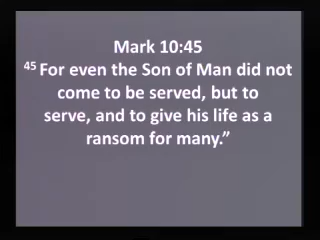 Mark 10:45
45 For even the Son of Man did not
come to be served, but to
serve, and to give his life as a
ransom for many.”